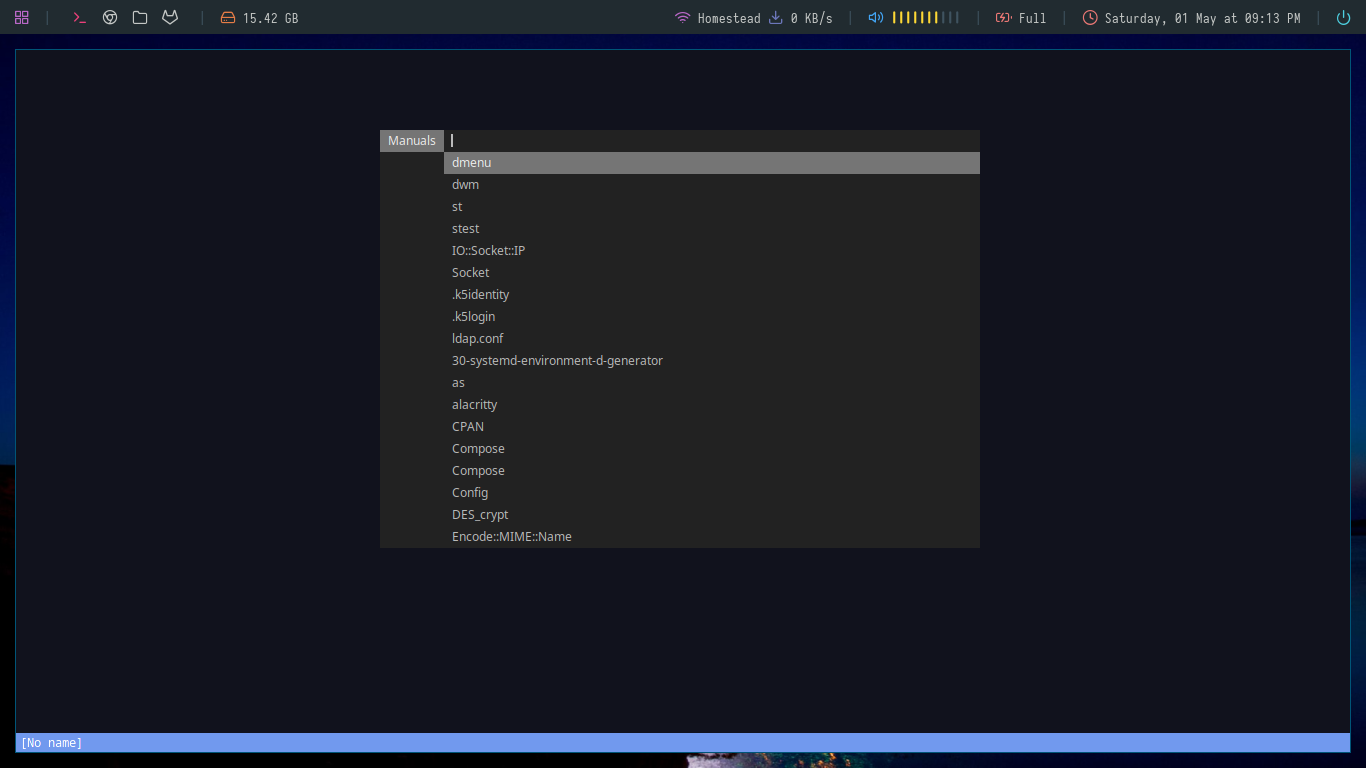 15.42 GB
Homestead 0 KB/s
Full
Saturday, 01 May at 09:13 PM
Manuals
dmenu
dwm
st
stest
IO::Socket::IP
Socket
.k5identity
.k5login
ldap.conf
30-systemd-environment-d-generator
as
alacritty
CPAN
Compose
Compose
Config
DES_crypt
Encode::MIME::Name
[No name]